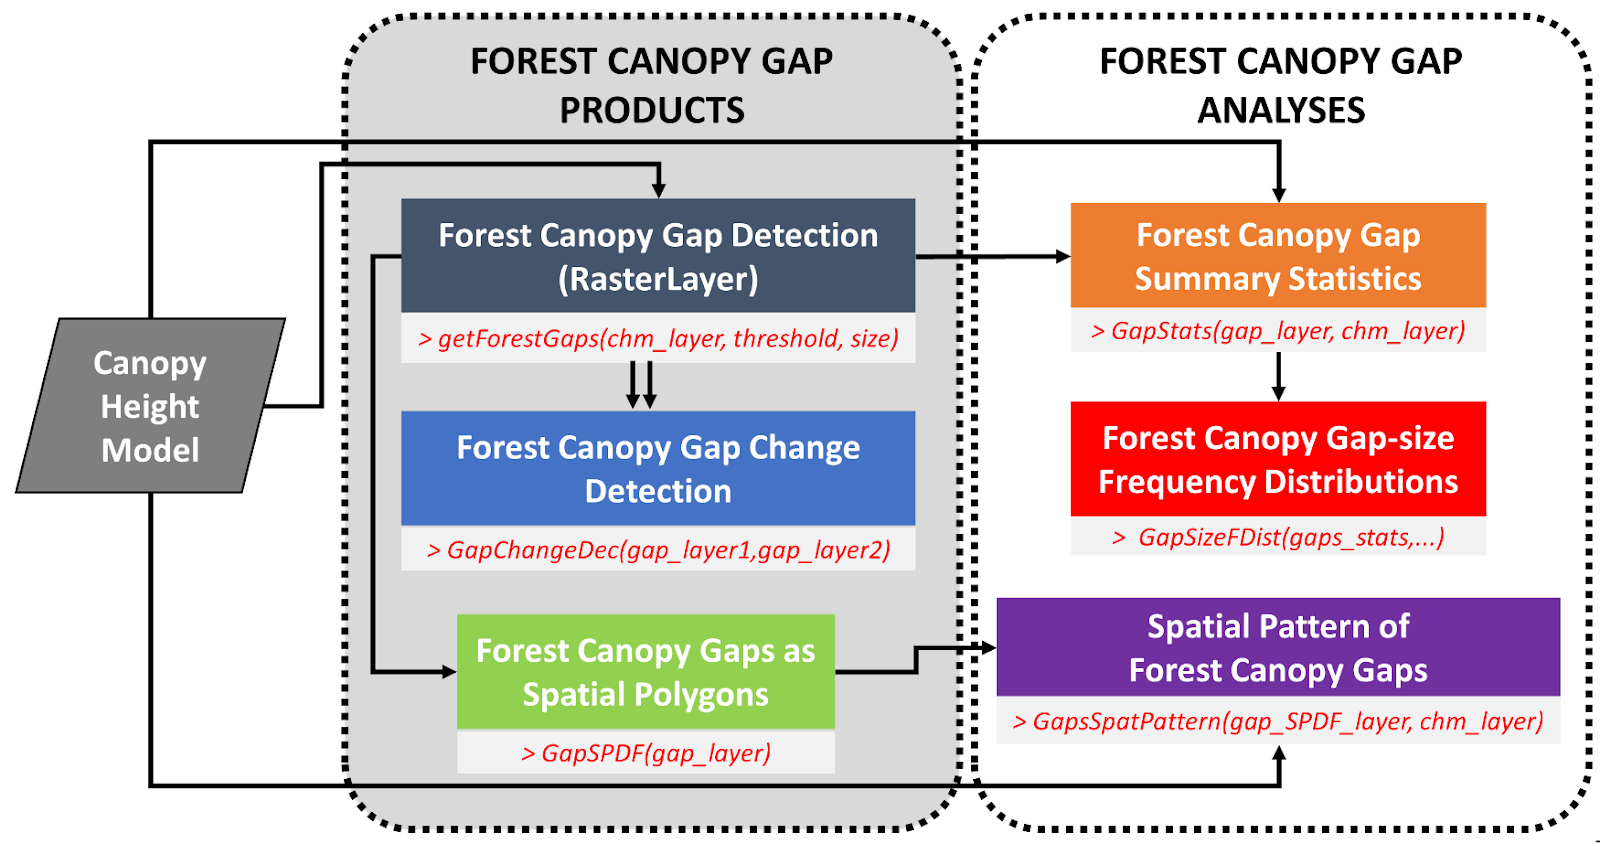 FOREST CANOPY GAP
PRODUCTS
FOREST CANOPY GAP
ANALYSES
Canopy
Height
Model
Forest Canopy Gap Detection
(RasterLayer)
> getForestGaps(chm_layer, threshold, size)
Forest Canopy Gap Change
Detection
> GapChangeDec(gap_layer1,gap_layer2)
Forest Canopy Gaps as
Spatial Polygons
> GapSPDF(gap_layer)
Forest Canopy Gap
Summary Statistics
> GapStats(gap_layer, chm_layer)
Forest Canopy Gap-size
Frequency Distributions
> GapSizeFDist(gaps_stats,...)
Spatial Pattern of
Forest Canopy Gaps
> GapsSpatPattern(gap_SPDF_layer, chm_layer)